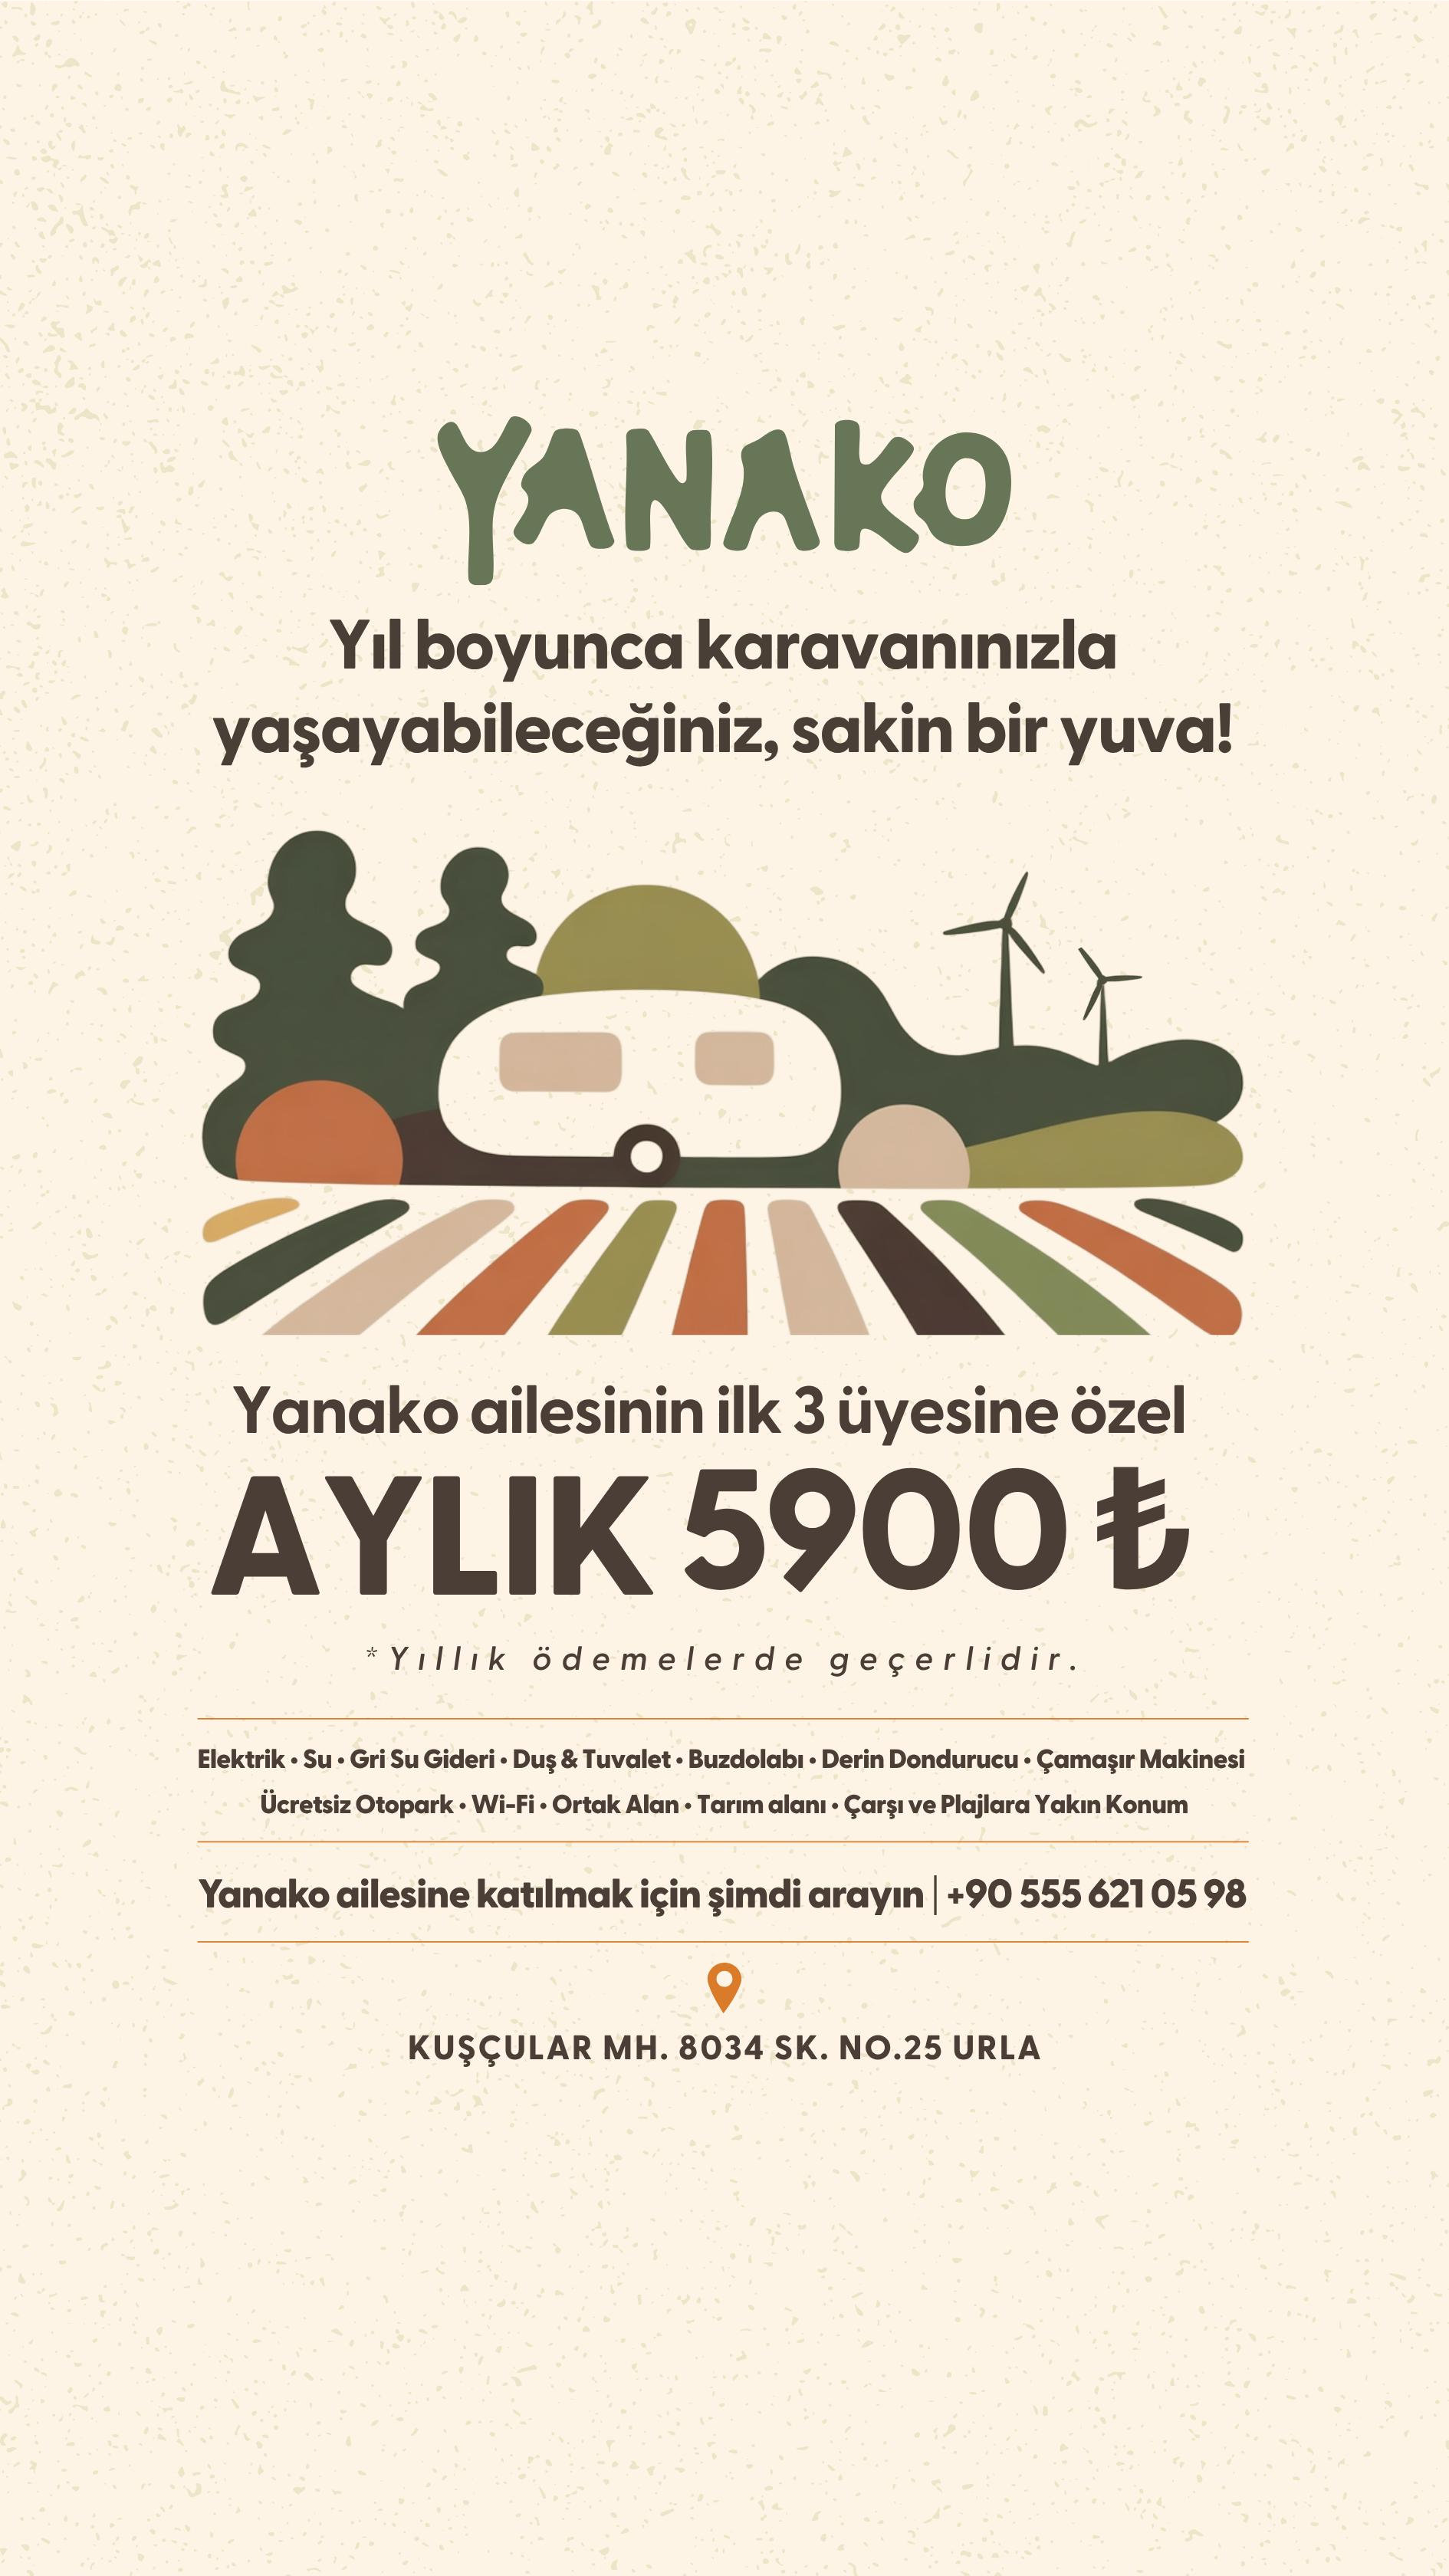 YANAKO
Yıl boyunca karavanınızla
yaşayabileceğiniz, sakin bir yuva!
Yanako ailesinin ilk 3 üyesine özel
AYLIK 5900 ₺
*Yıllık ödemelerde geçerlidir.
Elektrik • Su • Gri Su Gideri • Duş & Tuvalet • Buzdolabı • Derin Dondurucu • Çamaşır Makinesi
Ücretsiz Otopark • Wi-Fi • Ortak Alan • Tarım alanı • Çarşı ve Plajlara Yakın Konum
Yanako ailesine katılmak için şimdi arayın | +90 555 621 05 98
KUŞÇULAR MH. 8034 SK. NO.25 URLA